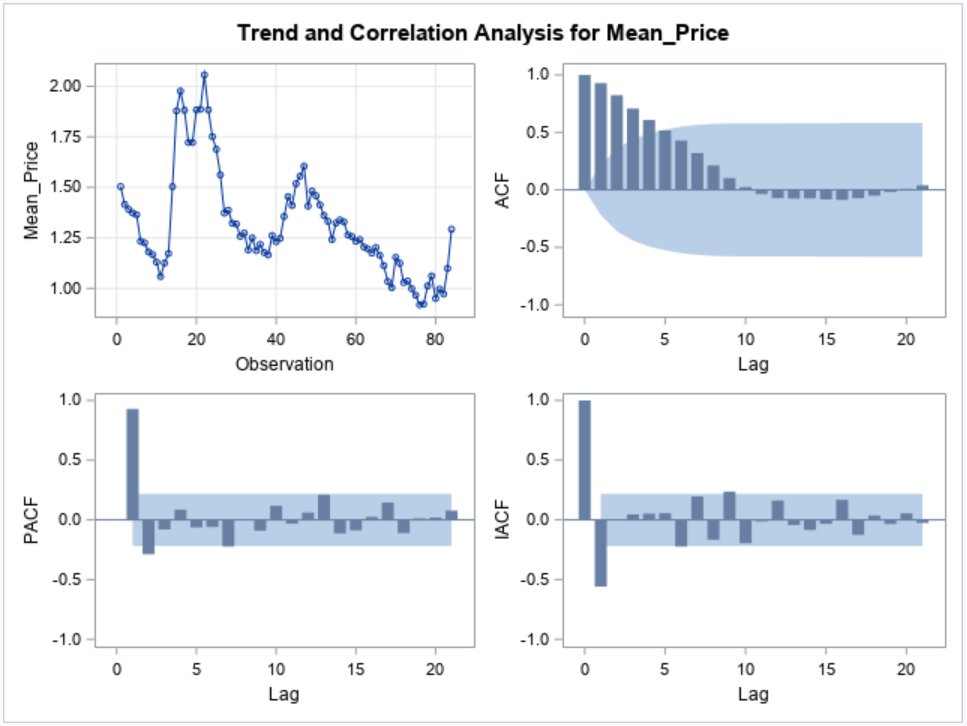 Trend and Correlation Analysis for Mean_Price
2.00
1.75
1.50
1.25
1.00
Mean_Price
0 20 40 60 80
Observation
1.0
0.5
0.0
-0.5
-1.0
ACF
0 5 10 15 20
Lag
1.0
0.5
0.0
-0.5
-1.0
PACF
0 5 10 15 20
Lag
1.0
0.5
0.0
-0.5
-1.0
IACF
0 5 10 15 20
Lag